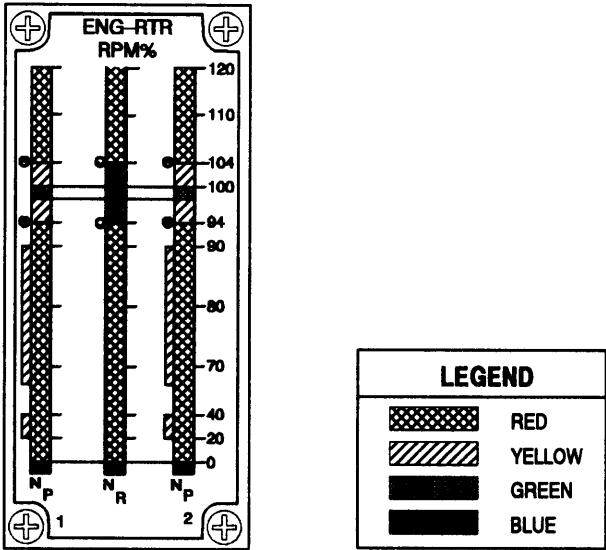 ENG RTR
RPM%
120
110
104
100
94
90
80
70
40
20
0
NP NR NP
1 2
LEGEND
RED
YELLOW
GREEN
BLUE